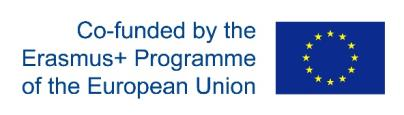 Co-funded by the
Erasmus+ Programme
of the European Union